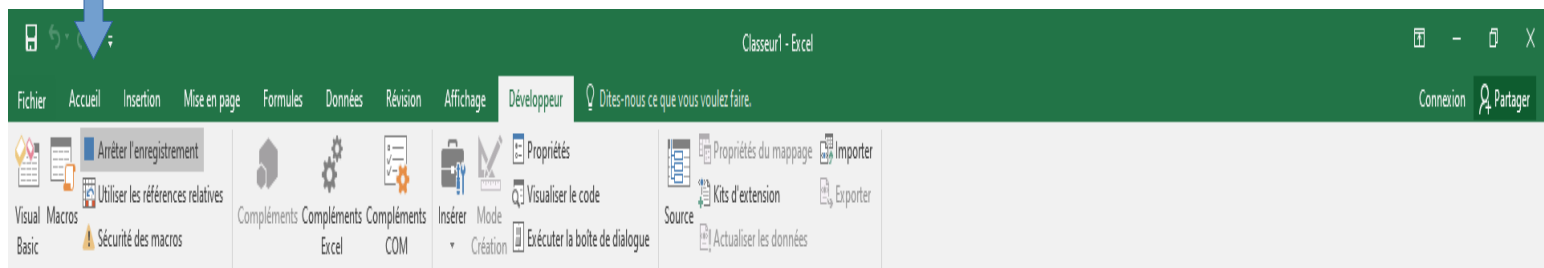 Classeur1 - Excel
Fichier Accueil Insertion Mise en page Formules Données Révision Affichage Développeur Dites-nous ce que vous voulez faire. Connexion Partager
Visual Basic
Macros
Arrêter l'enregistrement
Utiliser les références relatives
Sécurité des macros
Compléments
Compléments Excel
Compléments COM
Insérer
Mode Création
Propriétés
Visualiser le code
Exécuter la boîte de dialogue
Source
Propriétés du mappage
Kits d'extension
Actualiser les données
Importer
Exporter